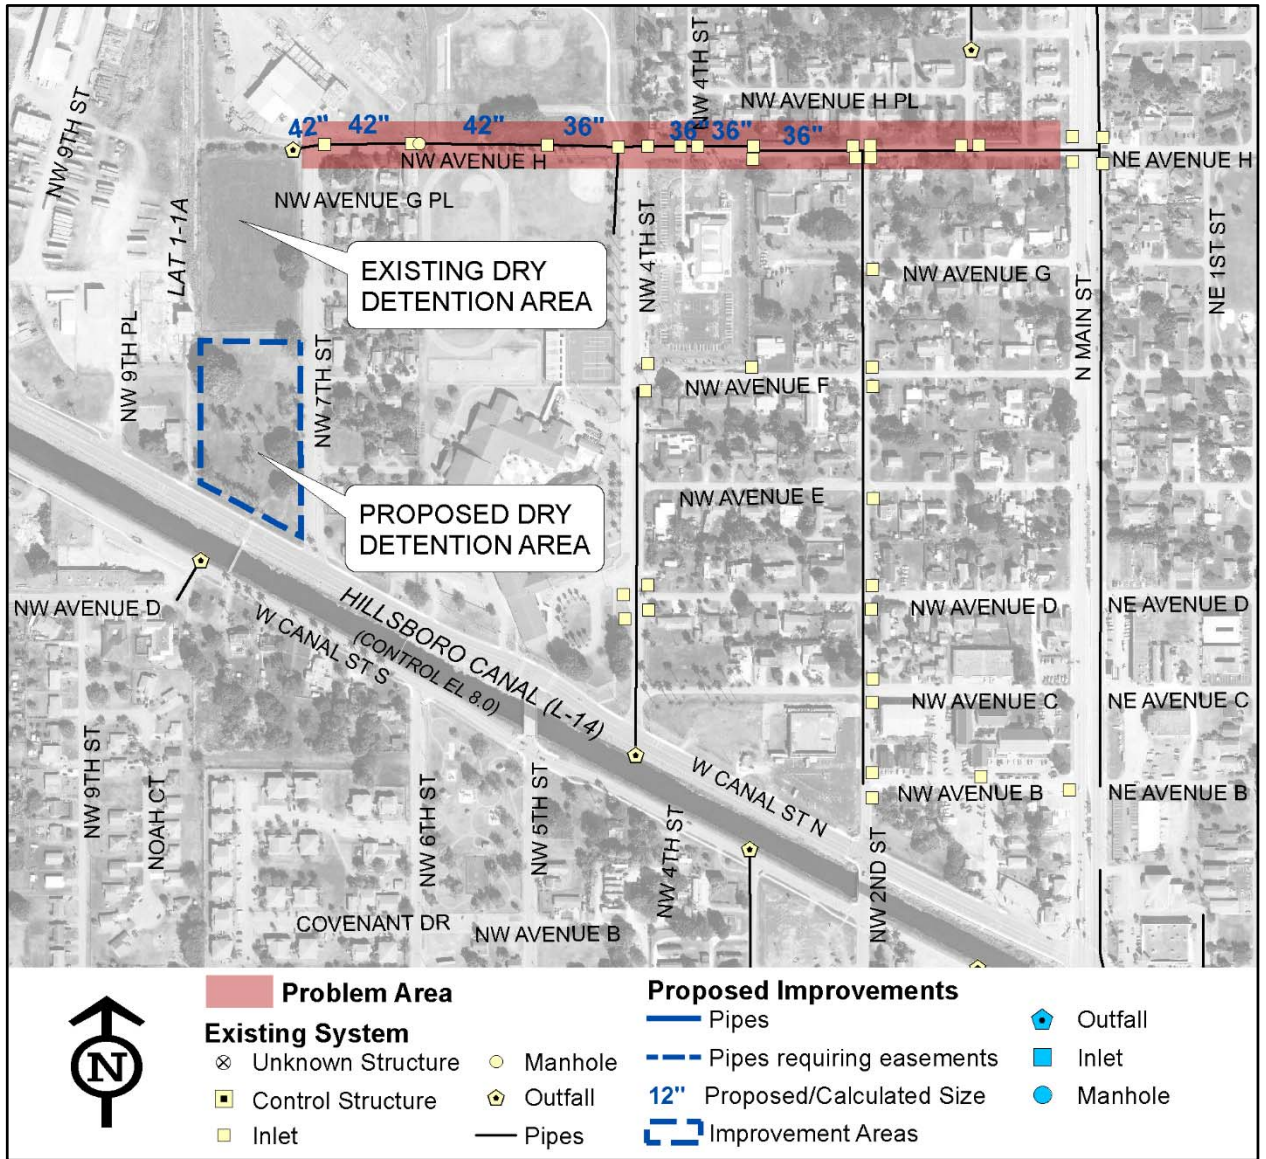 NW 9TH ST
NW 4TH ST
NW AVENUE H PL
42"
42"
42"
36"
36"
36"
36"
NW AVENUE H
NE AVENUE H
NW AVENUE G PL
LAT 1-1A
EXISTING DRY
DETENTION AREA
NW 4TH ST
NW AVENUE G
N MAIN ST
NE 1ST ST
NW 9TH PL
NW 7TH ST
NW AVENUE F
NW AVENUE E
PROPOSED DRY
DETENTION AREA
NW AVENUE D
HILLSBORO CANAL (L-14)
(CONTROL EL 8.0)
W CANAL ST S
NW AVENUE D
NE AVENUE D
NW AVENUE C
NE AVENUE C
W CANAL ST N
NW AVENUE B
NE AVENUE B
NW 9TH ST
NOAH CT
NW 6TH ST
NW 5TH ST
NW 4TH ST
NW 2ND ST
COVENANT DR
NW AVENUE B
N
Problem Area
Existing System
Unknown Structure
Manhole
Control Structure
Outfall
Inlet
Pipes
Proposed Improvements
Pipes
Outfall
Pipes requiring easements
Inlet
12" Proposed/Calculated Size
Manhole
Improvement Areas